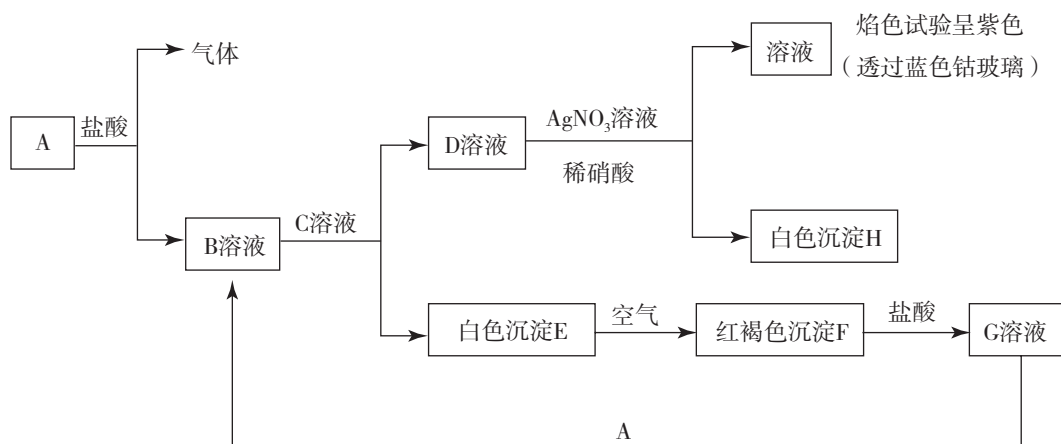 焰色试验呈紫色
（透过蓝色钴玻璃）
溶液
气体
A
盐酸
D溶液
AgNO₃溶液
稀硝酸
B溶液
C溶液
白色沉淀H
白色沉淀E
空气
红褐色沉淀F
盐酸
G溶液
A